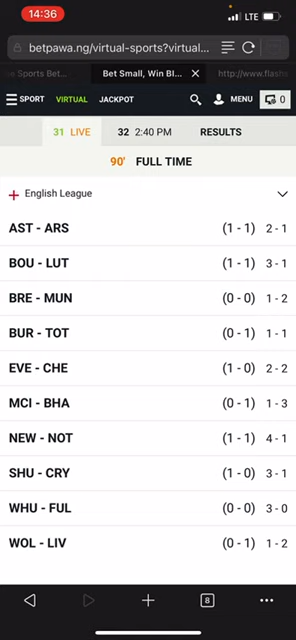 14:36 LTE
betpawa.ng/virtual-sports?virtual...
e Sports Bet... Bet Small, Win BI... × http://www.flash
SPORT VIRTUAL JACKPOT MENU 0
31 LIVE 32 2:40 PM RESULTS
90' FULL TIME
English League
AST - ARS (1 - 1) 2 - 1
BOU - LUT (1 - 1) 3 - 1
BRE - MUN (0 - 0) 1 - 2
BUR - TOT (0 - 1) 1 - 1
EVE - CHE (1 - 0) 2 - 2
MCI - BHA (0 - 1) 1 - 3
NEW - NOT (1 - 1) 4 - 1
SHU - CRY (1 - 0) 3 - 1
WHU - FUL (0 - 0) 3 - 0
WOL - LIV (0 - 1) 1 - 2
8